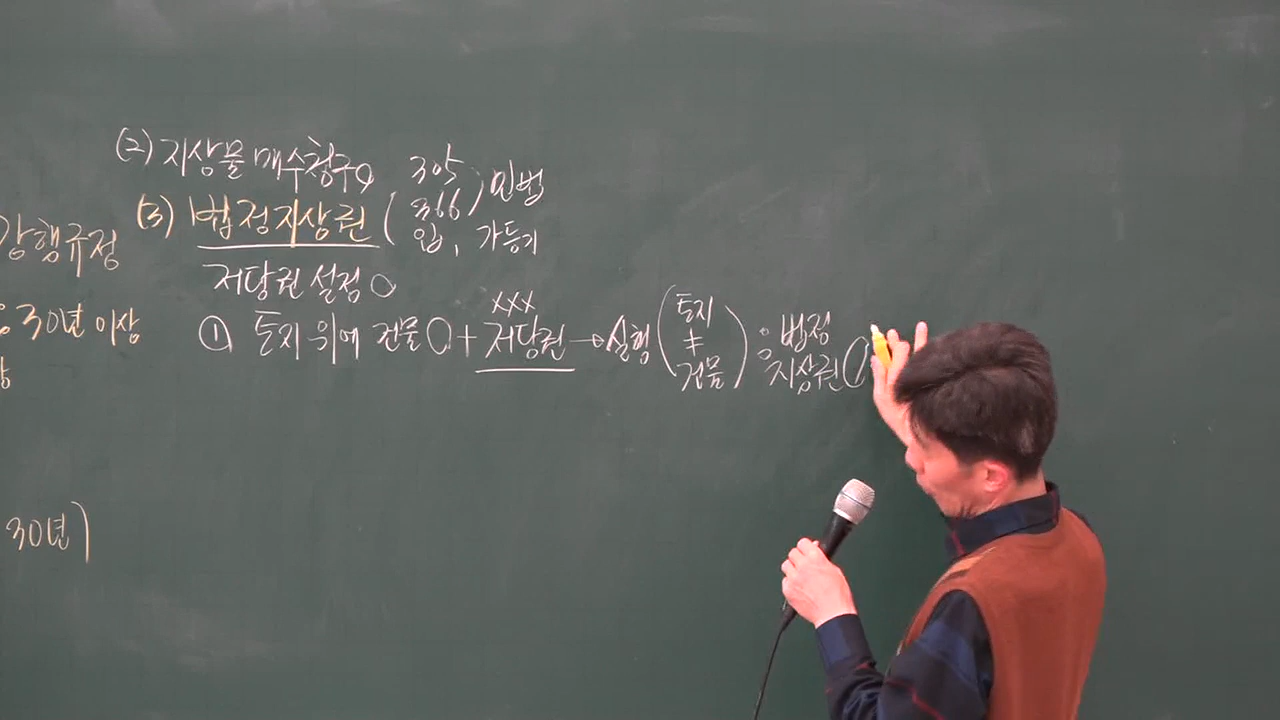 (2) 지상물 매수청구
305
366
민법
(3) 법정지상권
입, 가등기
강행규정
저당권 설정 ○
30년 이상
① 토지 위에 건물 ○ + 저당권 → 실행 (토지 ≠ 건물) : 법정지상권 ○
xxx
30년)